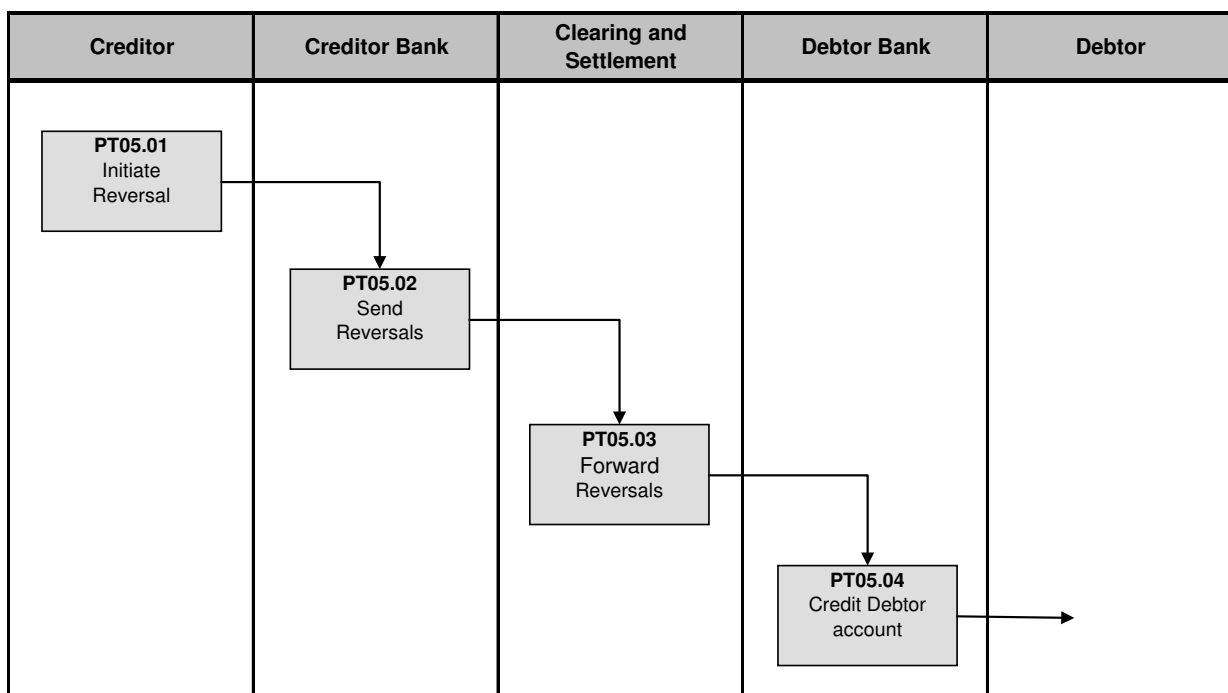 Creditor
Creditor Bank
Clearing and
Settlement
Debtor Bank
Debtor
PT05.01
Initiate
Reversal
PT05.02
Send
Reversals
PT05.03
Forward
Reversals
PT05.04
Credit Debtor
account